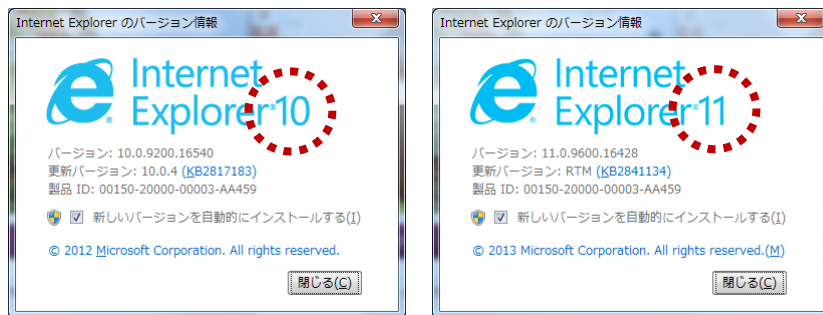 Internet Explorer のバージョン情報
Internet
Explorer 10
バージョン: 10.0.9200.16540
更新バージョン: 10.0.4 (KB2817183)
製品 ID: 00150-20000-00003-AA459
新しいバージョンを自動的にインストールする(I)
© 2012 Microsoft Corporation. All rights reserved.
閉じる(C)
Internet Explorer のバージョン情報
Internet
Explorer 11
バージョン: 11.0.9600.16428
更新バージョン: RTM (KB2841134)
製品 ID: 00150-20000-00003-AA459
新しいバージョンを自動的にインストールする(I)
© 2013 Microsoft Corporation. All rights reserved.(M)
閉じる(C)